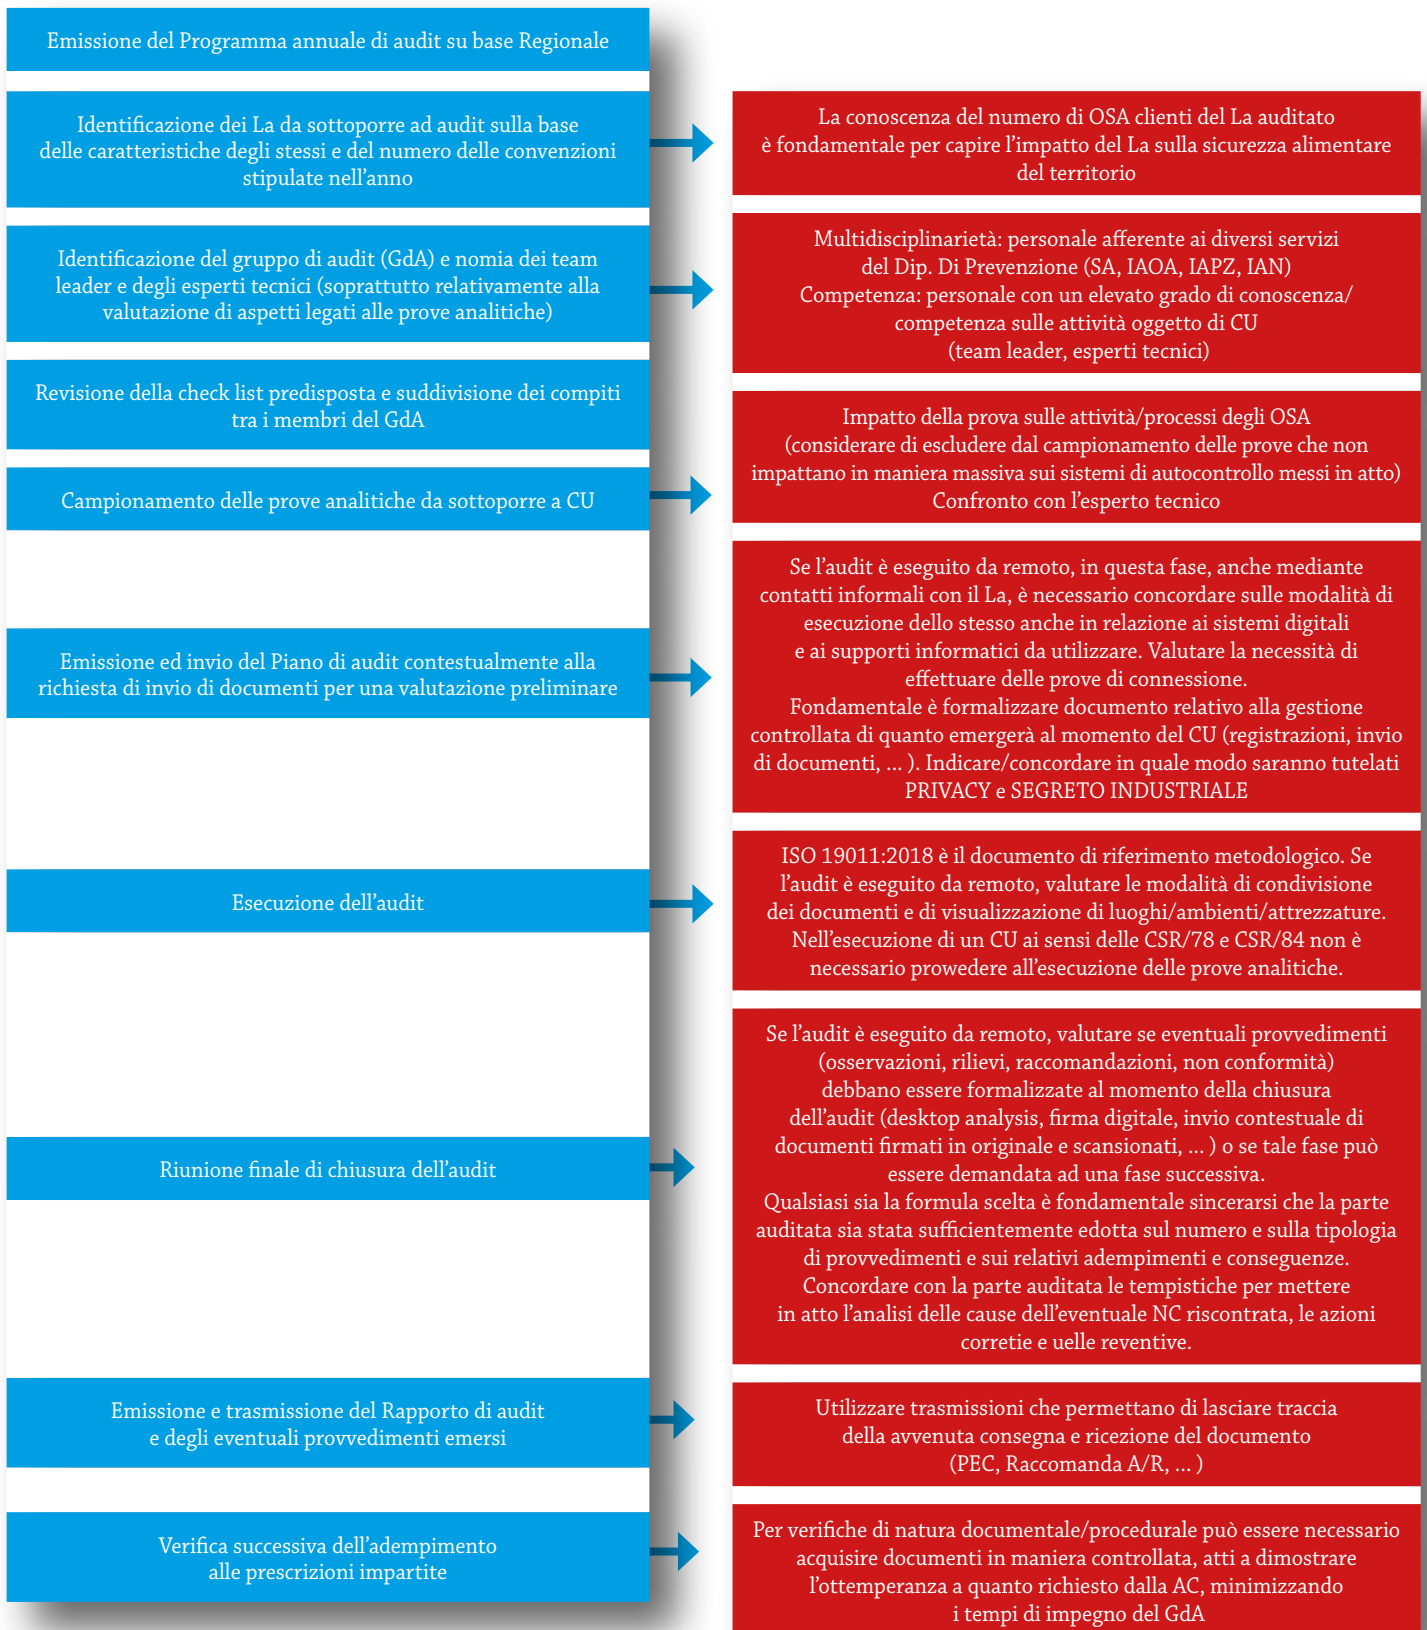 Emissione del Programma annuale di audit su base Regionale
Identificazione dei La da sottoporre ad audit sulla base
delle caratteristiche degli stessi e del numero delle convenzioni
stipulate nell'anno
La conoscenza del numero di OSA clienti del La auditato
è fondamentale per capire l'impatto del La sulla sicurezza alimentare
del territorio
Identificazione del gruppo di audit (GdA) e nomia dei team
leader e degli esperti tecnici (soprattutto relativamente alla
valutazione di aspetti legati alle prove analitiche)
Multidisciplinarietà: personale afferente ai diversi servizi
del Dip. Di Prevenzione (SA, IAOA, IAPZ, IAN)
Competenza: personale con un elevato grado di conoscenza/
competenza sulle attività oggetto di CU
(team leader, esperti tecnici)
Revisione della check list predisposta e suddivisione dei compiti
tra i membri del GdA
Campionamento delle prove analitiche da sottoporre a CU
Impatto della prova sulle attività/processi degli OSA
(considerare di escludere dal campionamento delle prove che non
impattano in maniera massiva sui sistemi di autocontrollo messi in atto)
Confronto con l'esperto tecnico
Emissione ed invio del Piano di audit contestualmente alla
richiesta di invio di documenti per una valutazione preliminare
Se l'audit è eseguito da remoto, in questa fase, anche mediante
contatti informali con il La, è necessario concordare sulle modalità di
esecuzione dello stesso anche in relazione ai sistemi digitali
e ai supporti informatici da utilizzare. Valutare la necessità di
effettuare delle prove di connessione.
Fondamentale è formalizzare documento relativo alla gestione
controllata di quanto emergerà al momento del CU (registrazioni, invio
di documenti, ... ). Indicare/concordare in quale modo saranno tutelati
PRIVACY e SEGRETO INDUSTRIALE
Esecuzione dell'audit
ISO 19011:2018 è il documento di riferimento metodologico. Se
l'audit è eseguito da remoto, valutare le modalità di condivisione
dei documenti e di visualizzazione di luoghi/ambienti/attrezzature.
Nell'esecuzione di un CU ai sensi delle CSR/78 e CSR/84 non è
necessario prowedere all'esecuzione delle prove analitiche.
Riunione finale di chiusura dell'audit
Se l'audit è eseguito da remoto, valutare se eventuali provvedimenti
(osservazioni, rilievi, raccomandazioni, non conformità)
debbano essere formalizzate al momento della chiusura
dell'audit (desktop analysis, firma digitale, invio contestuale di
documenti firmati in originale e scansionati, ... ) o se tale fase può
essere demandata ad una fase successiva.
Qualsiasi sia la formula scelta è fondamentale sincerarsi che la parte
auditata sia stata sufficientemente edotta sul numero e sulla tipologia
di provvedimenti e sui relativi adempimenti e conseguenze.
Concordare con la parte auditata le tempistiche per mettere
in atto l'analisi delle cause dell'eventuale NC riscontrata, le azioni
corretie e uelle reventive.
Emissione e trasmissione del Rapporto di audit
e degli eventuali provvedimenti emersi
Utilizzare trasmissioni che permettano di lasciare traccia
della avvenuta consegna e ricezione del documento
(PEC, Raccomanda A/R, ... )
Verifica successiva dell'adempimento
alle prescrizioni impartite
Per verifiche di natura documentale/procedurale può essere necessario
acquisire documenti in maniera controllata, atti a dimostrare
l'ottemperanza a quanto richiesto dalla AC, minimizzando
i tempi di impegno del GdA